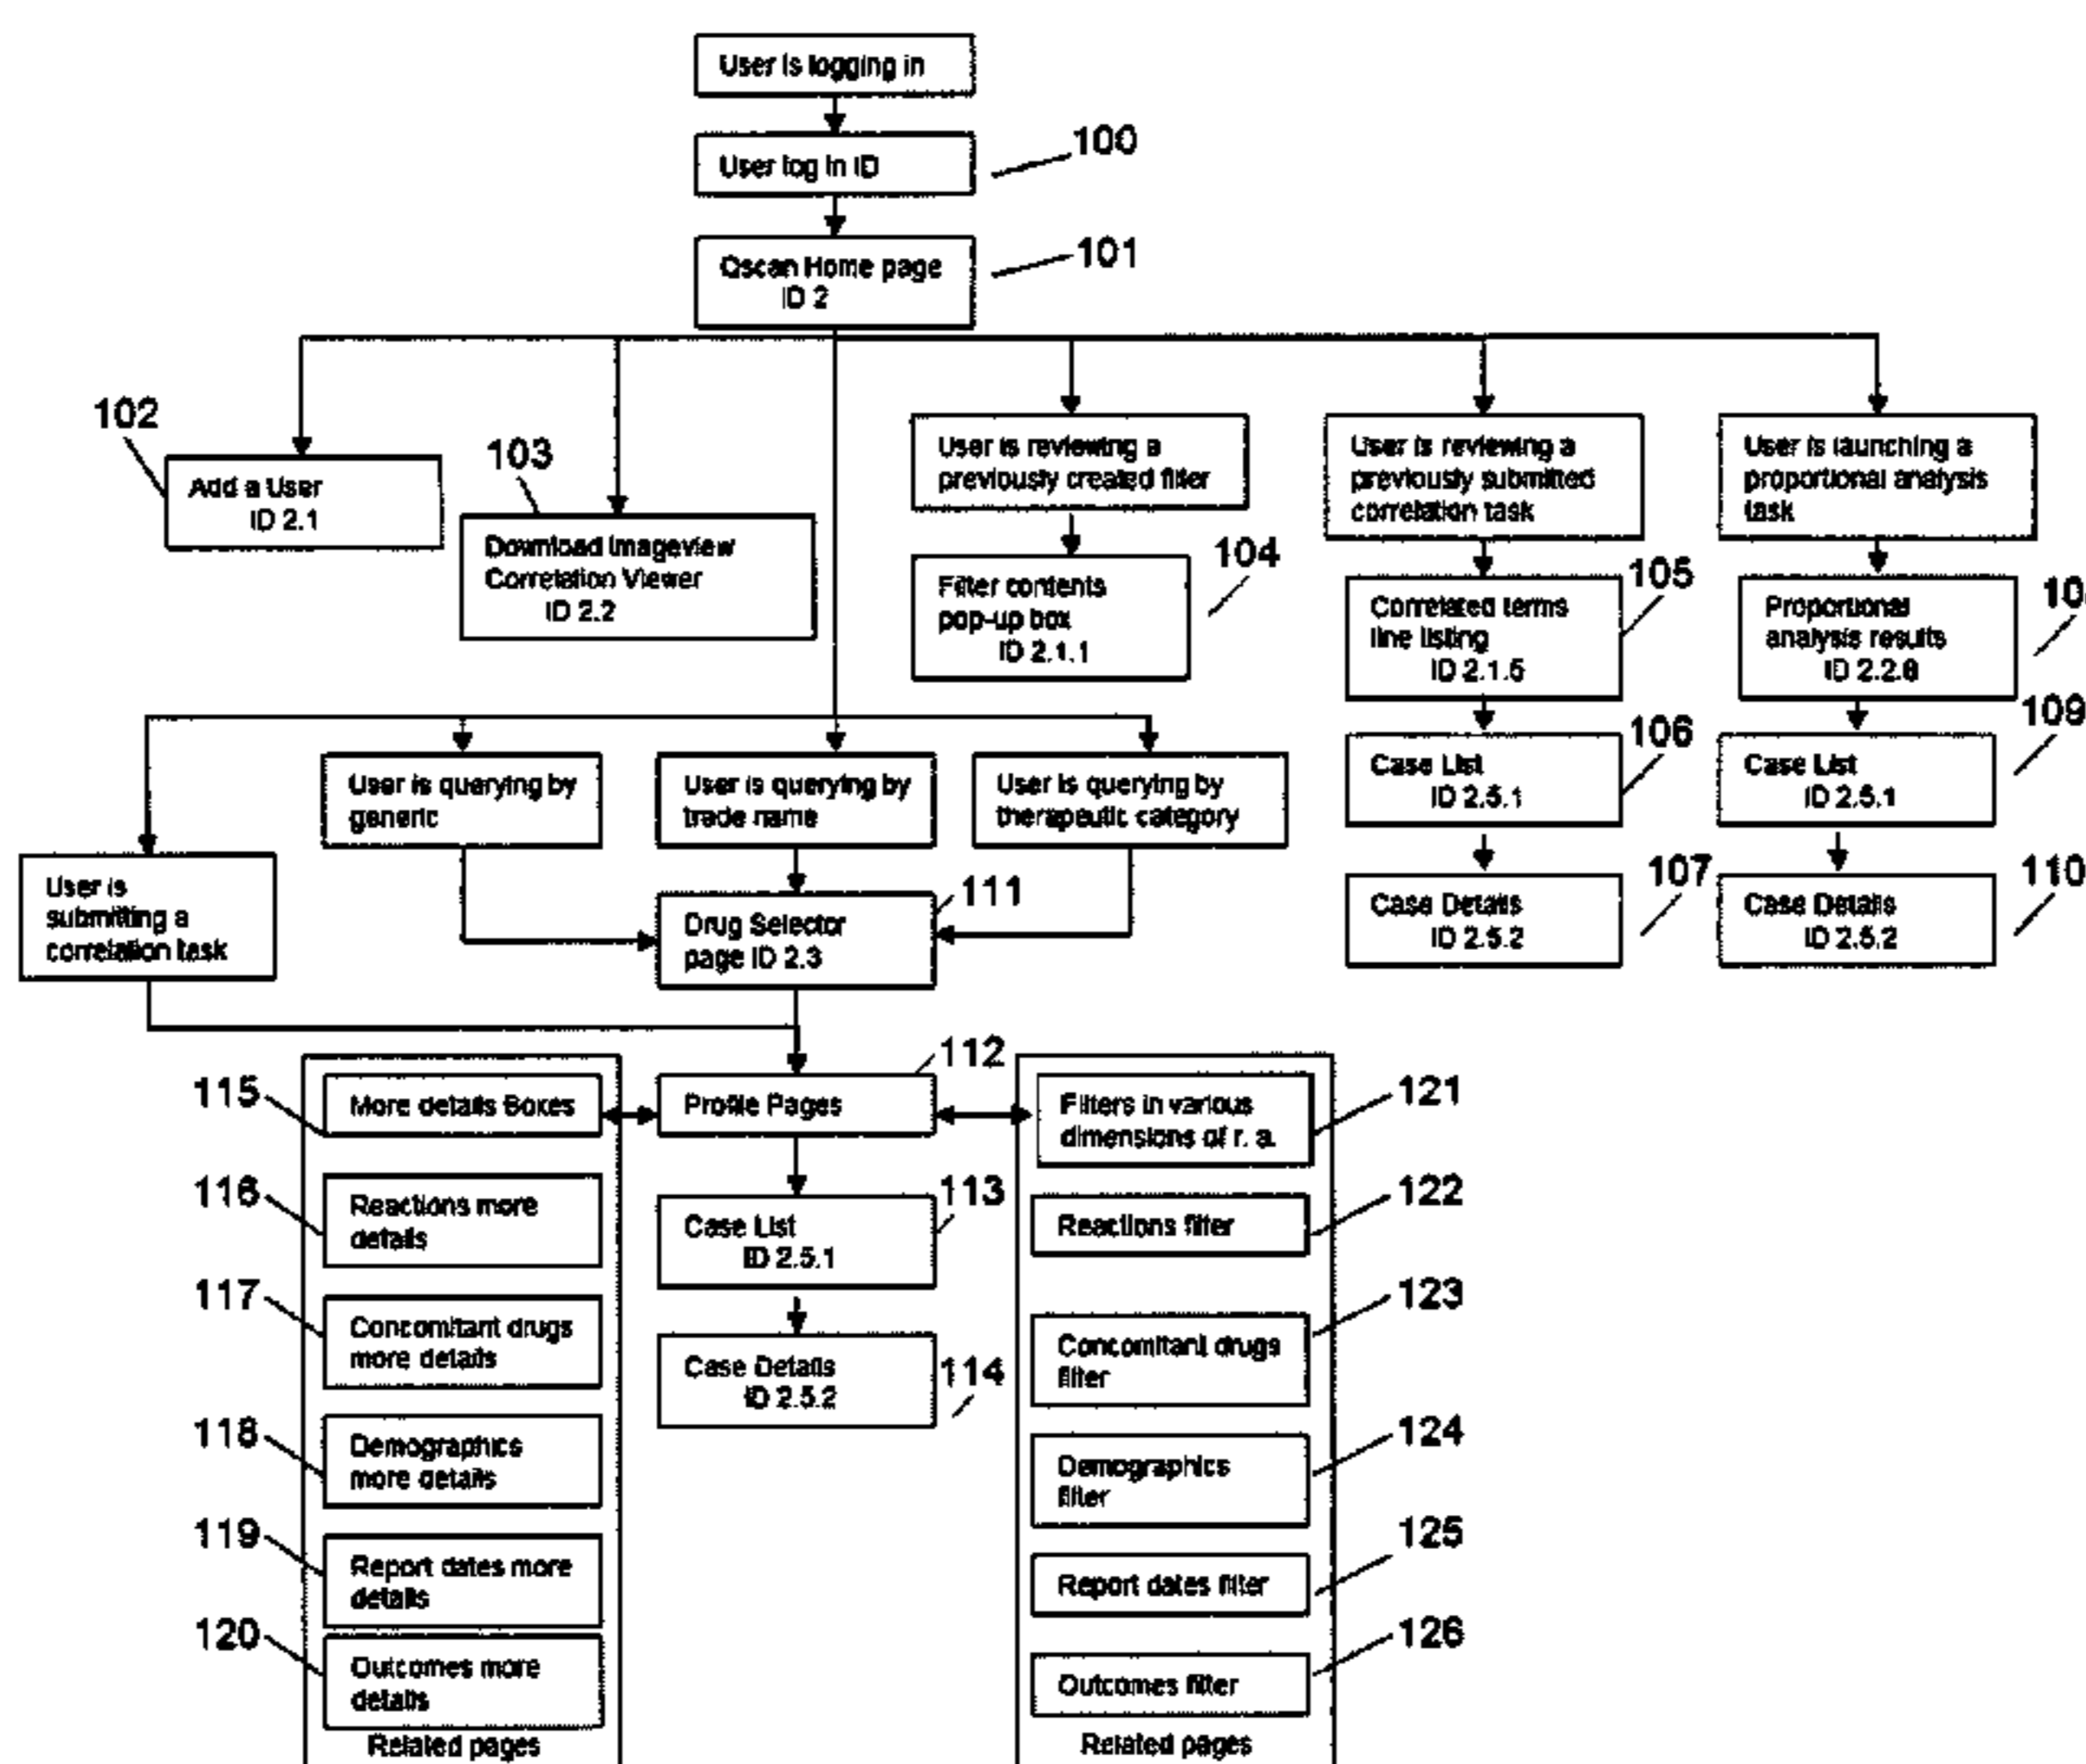 User is logging in
User log in ID
100
Qscan Home page
ID 2
101
102
Add a User
ID 2.1
103
Download Imageview
Correlation Viewer
ID 2.2
User is reviewing a
previously created filter
User is reviewing a
previously submitted
correlation task
User is launching a
proportional analysis
task
104
Filter contents
pop-up box
ID 2.1.1
105
Correlated terms
line listing
ID 2.1.5
Proportional
analysis results
106
Case List
ID 2.5.1
109
Case List
ID 2.5.1
User is querying by
generic
User is querying by
trade name
User is querying by
therapeutic category
User is
submitting a
correlation task
111
Drug Selector
page ID 2.3
107
Case Details
ID 2.5.2
110
Case Details
ID 2.5.2
115
More details Boxes
112
Profile Pages
121
Filters in various
dimensions of r. a.
116
Reactions more
details
113
Case List
ID 2.5.1
122
Reactions filter
117
Concomitant drugs
more details
114
Case Details
ID 2.5.2
123
Concomitant drugs
filter
118
Demographics
more details
124
Demographics
filter
119
Report dates more
details
125
Report dates filter
120
Outcomes more
details
126
Outcomes filter
Related pages
Related pages